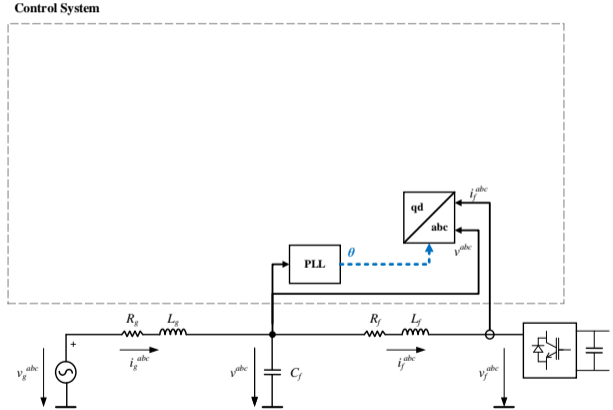 Control System
i_f^abc
qd
abc
v^abc
θ
PLL
R_g L_g R_f L_f
+
i_g^abc i_f^abc
v_g^abc v^abc C_f v_f^abc